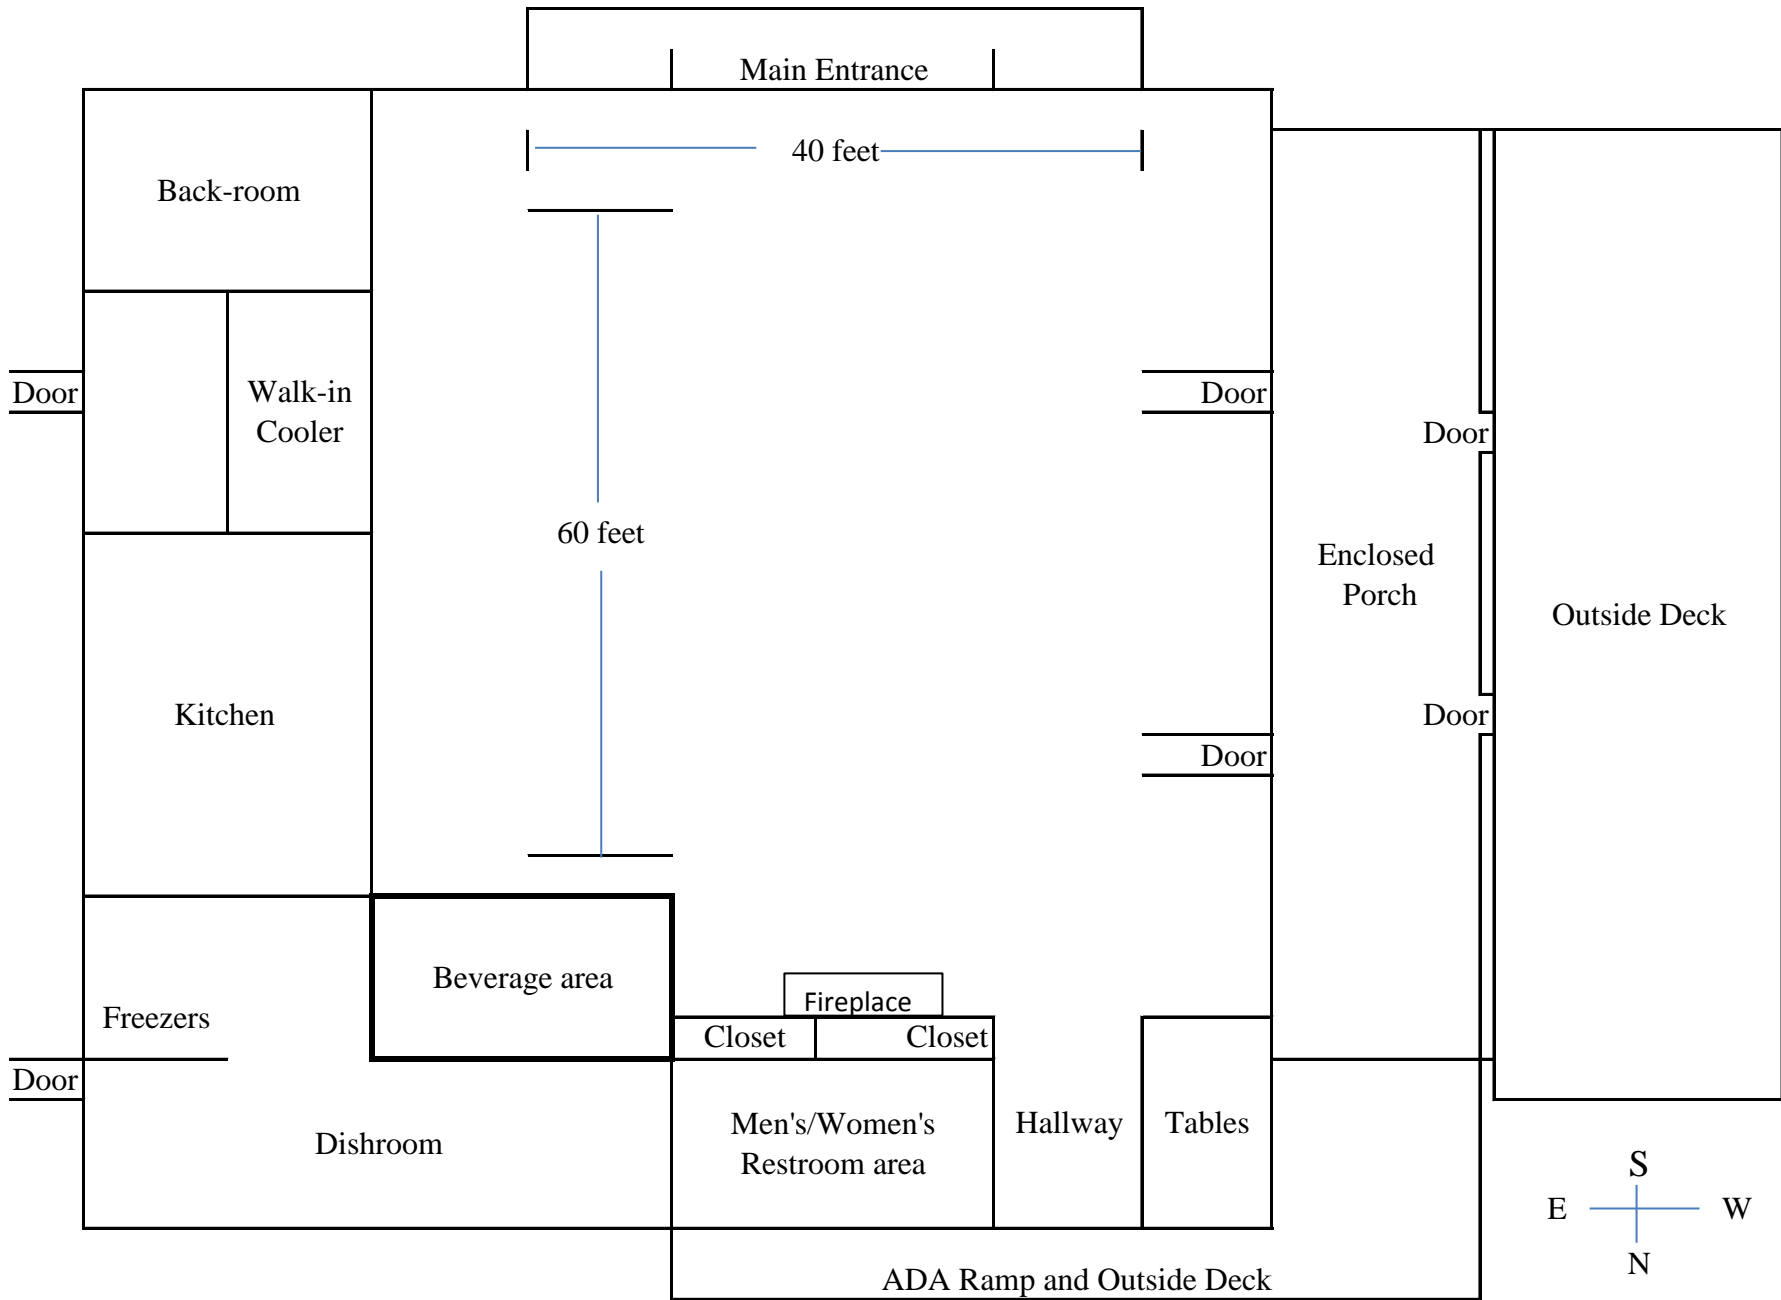 Main Entrance
40 feet
Back-room
Door
Walk-in
Cooler
Door
Door
60 feet
Enclosed
Porch
Outside Deck
Kitchen
Door
Door
Beverage area
Fireplace
Freezers
Closet
Closet
Door
Dishroom
Men's/Women's
Restroom area
Hallway
Tables
S
E
W
N
ADA Ramp and Outside Deck